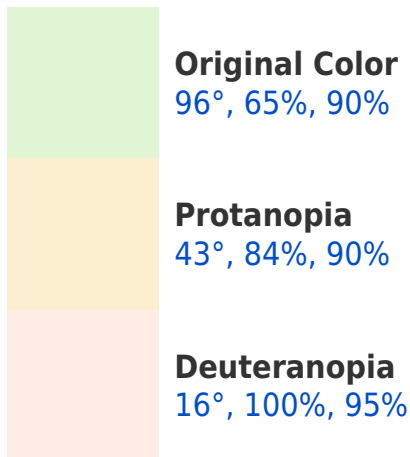 Original Color
96°, 65%, 90%
Protanopia
43°, 84%, 90%
Deuteranopia
16°, 100%, 95%